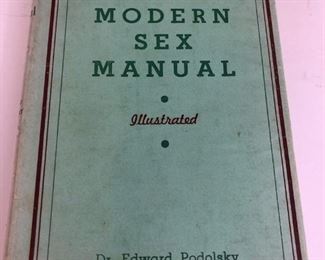 MODERN
SEX
MANUAL
Illustrated
Dr. Edward Podolsky